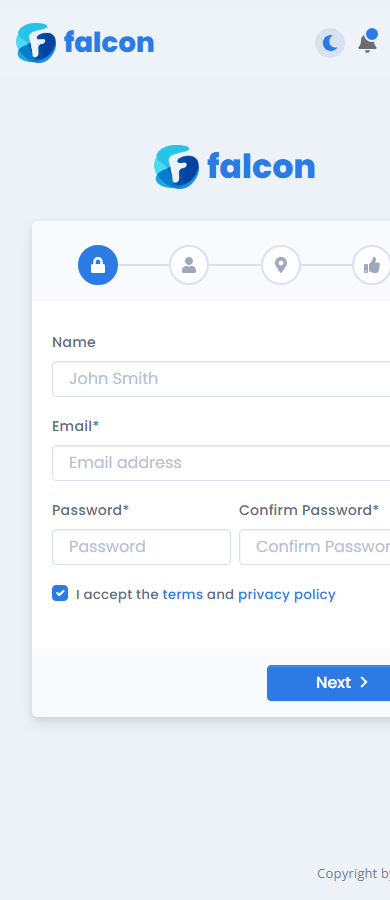 falcon
falcon
Name
John Smith
Email*
Email address
Password* Confirm Password*
Password Confirm Passwor
I accept the terms and privacy policy
Next
Copyright by